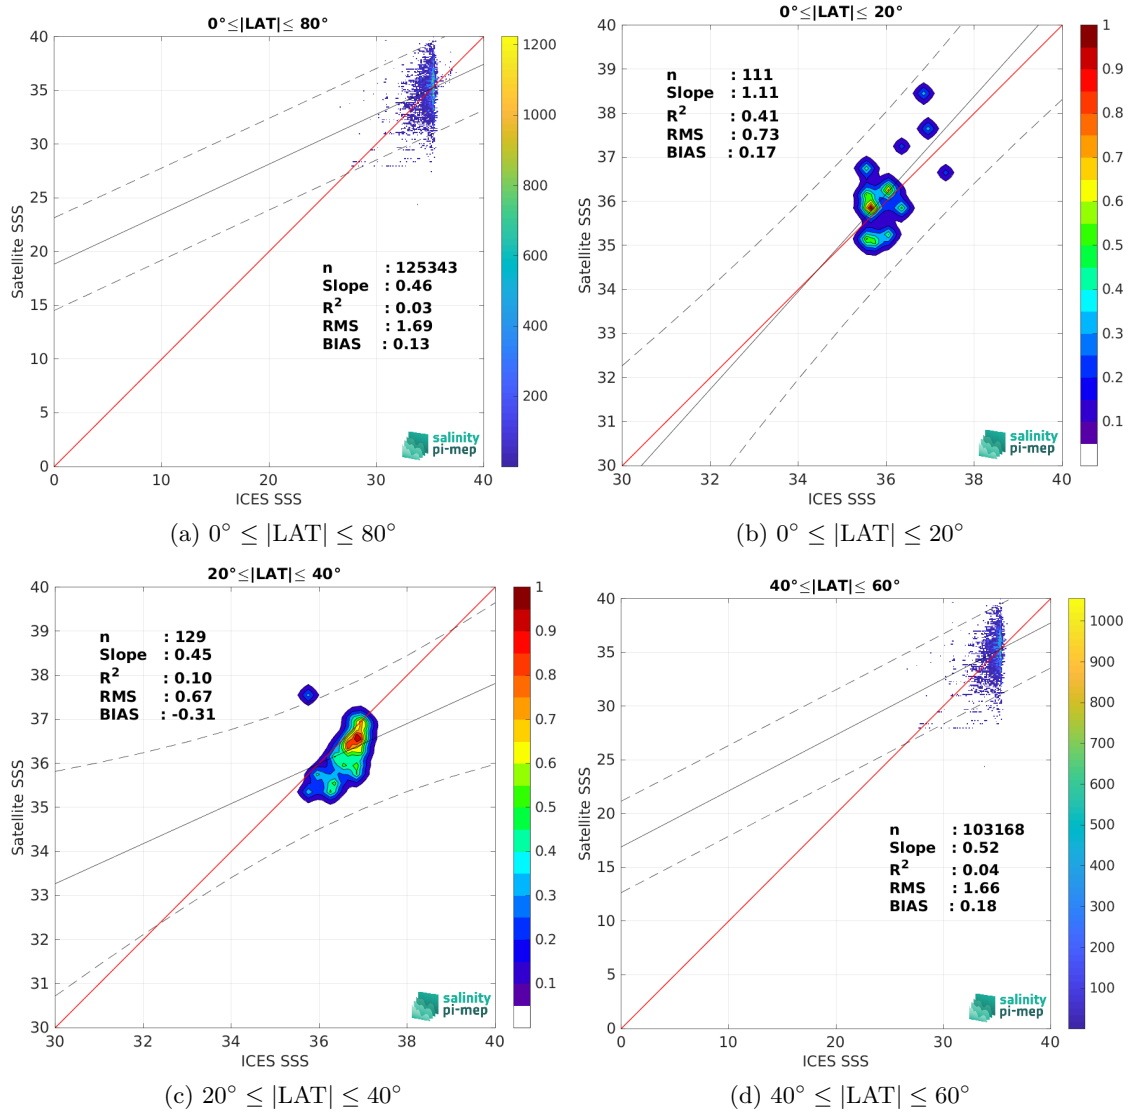 0°≤|LAT|≤ 80°
40
35
30
25
20
15
10
5
0
Satellite SSS
0
10
20
30
40
ICES SSS
n : 125343
Slope : 0.46
R² : 0.03
RMS : 1.69
BIAS : 0.13
salinity
pi-mep
1200
1000
800
600
400
200
(a) 0° ≤ |LAT| ≤ 80°
0°≤|LAT|≤ 20°
40
39
38
37
36
35
34
33
32
31
30
Satellite SSS
30
32
34
36
38
40
ICES SSS
n : 111
Slope : 1.11
R² : 0.41
RMS : 0.73
BIAS : 0.17
salinity
pi-mep
1
0.9
0.8
0.7
0.6
0.5
0.4
0.3
0.2
0.1
(b) 0° ≤ |LAT| ≤ 20°
20°≤|LAT|≤ 40°
40
39
38
37
36
35
34
33
32
31
30
Satellite SSS
30
32
34
36
38
40
ICES SSS
n : 129
Slope : 0.45
R² : 0.10
RMS : 0.67
BIAS : -0.31
salinity
pi-mep
1
0.9
0.8
0.7
0.6
0.5
0.4
0.3
0.2
0.1
(c) 20° ≤ |LAT| ≤ 40°
40°≤|LAT|≤ 60°
40
35
30
25
20
15
10
5
0
Satellite SSS
0
10
20
30
40
ICES SSS
n : 103168
Slope : 0.52
R² : 0.04
RMS : 1.66
BIAS : 0.18
salinity
pi-mep
1000
900
800
700
600
500
400
300
200
100
(d) 40° ≤ |LAT| ≤ 60°